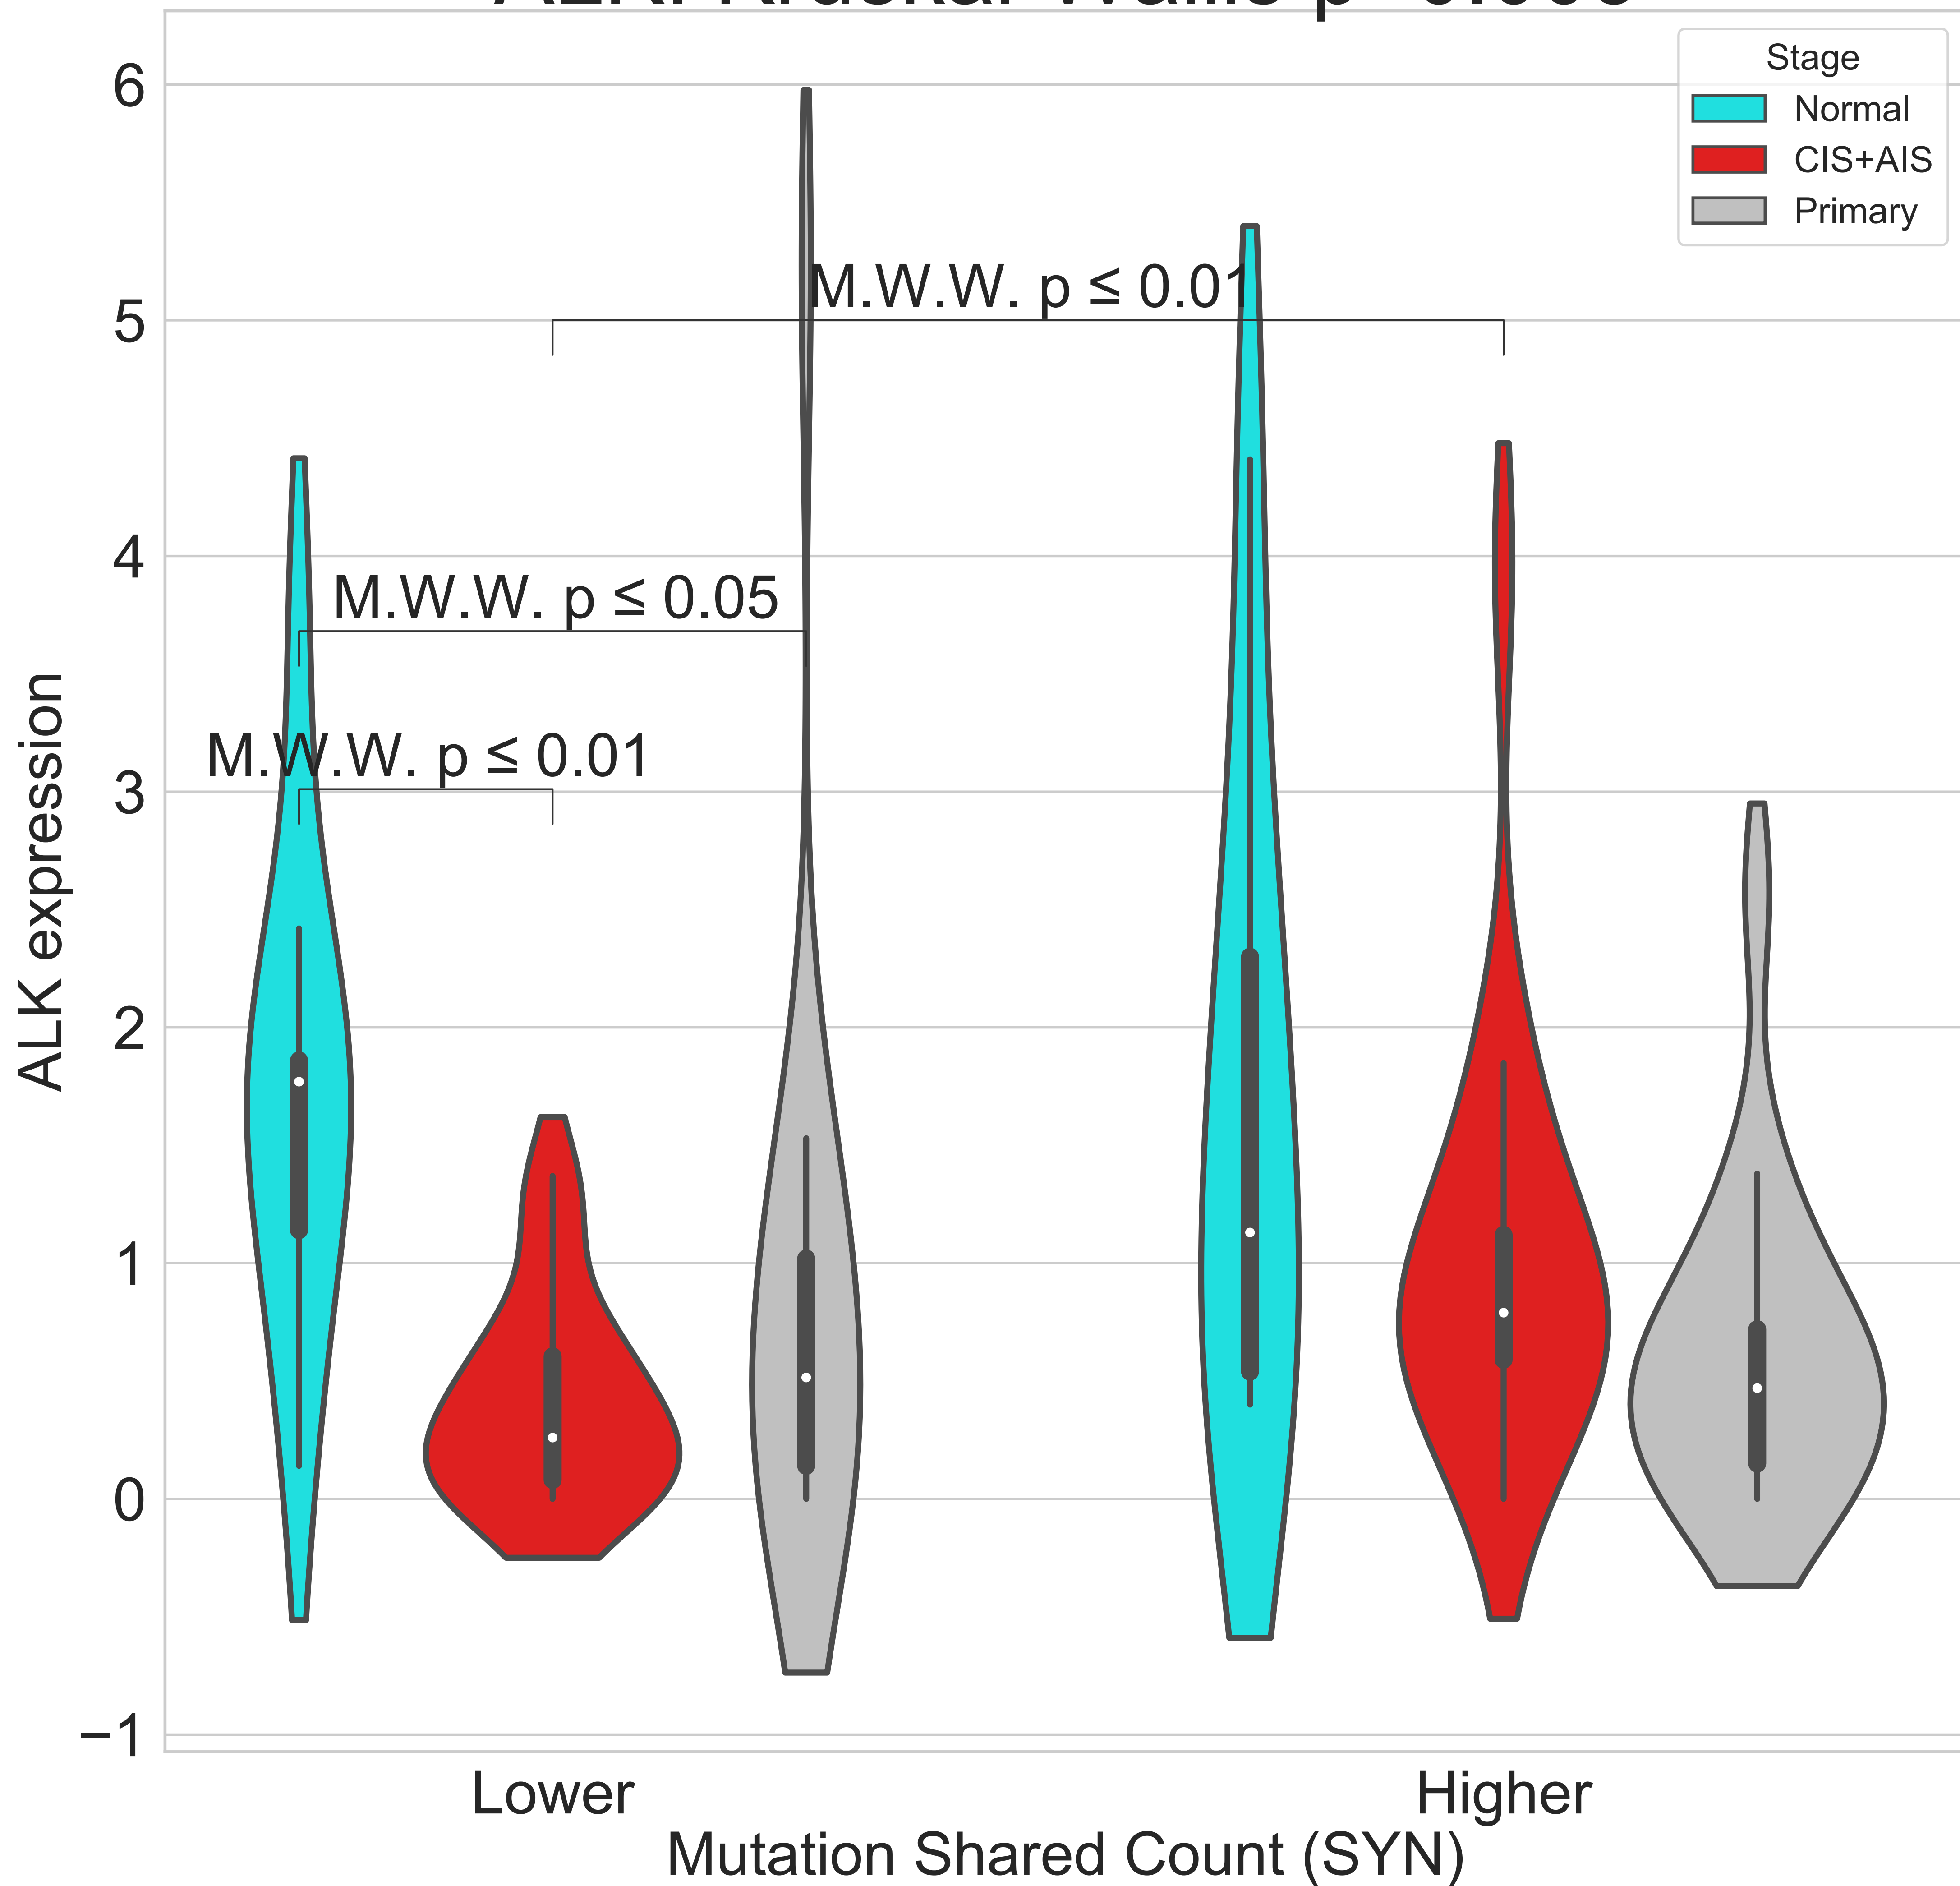 6
5
4
3
2
1
0
−1
ALK expression
Stage
Normal
CIS+AIS
Primary
M.W.W. p ≤ 0.01
M.W.W. p ≤ 0.05
M.W.W. p ≤ 0.01
Lower
Higher
Mutation Shared Count (SYN)